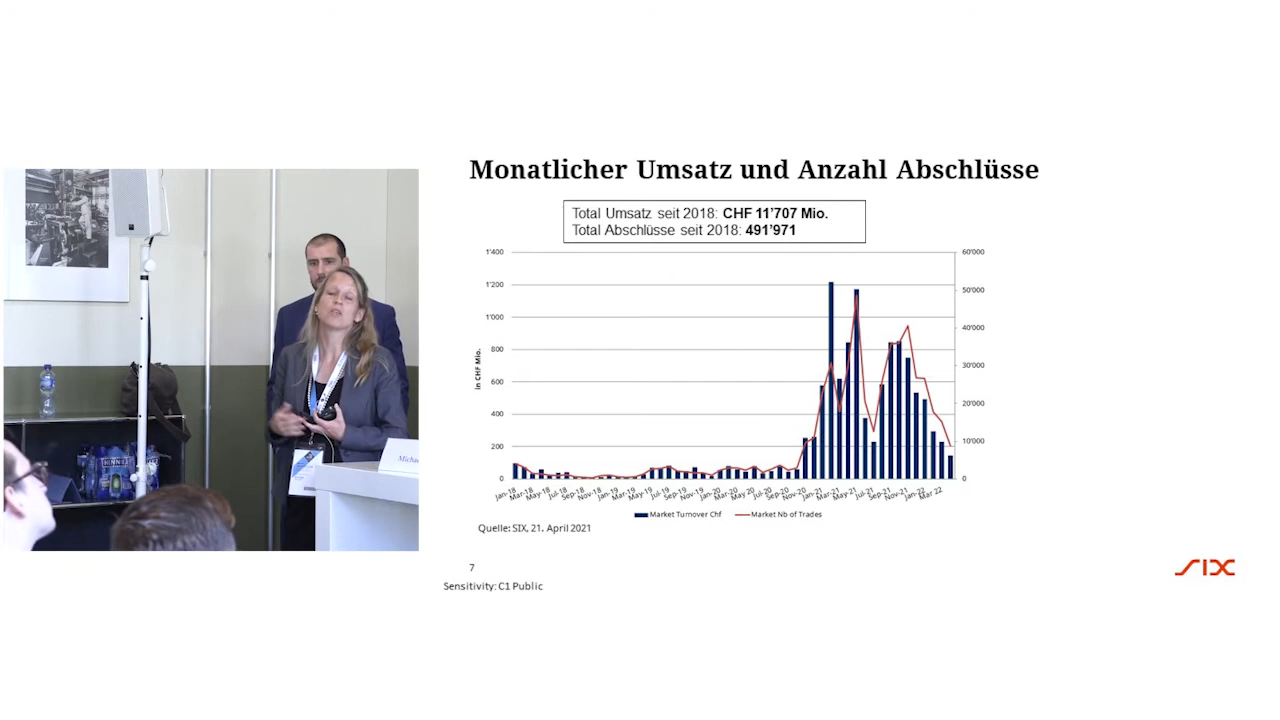 Monatlicher Umsatz und Anzahl Abschlüsse
Total Umsatz seit 2018: CHF 11’707 Mio.
Total Abschlüsse seit 2018: 491’971
1'400
1'200
1'000
800
600
400
200
0
In CHF Mio.
60'000
50'000
40'000
30'000
20'000
10'000
0
Jan-18 Mar-18 May-18 Jul-18 Sep-18 Nov-18 Jan-19 Mar-19 May-19 Jul-19 Sep-19 Nov-19 Jan-20 Mar-20 May 20 Jul-20 Sep-20 Nov-20 Jan-21 Mar-21 May 21 Jul-21 Sep-21 Nov-21 Jan-22 Mar 22
Market Turnover Chf Market Nb of Trades
Quelle: SIX, 21. April 2021
7
Sensitivity: C1 Public
SIX
HENNIEZ